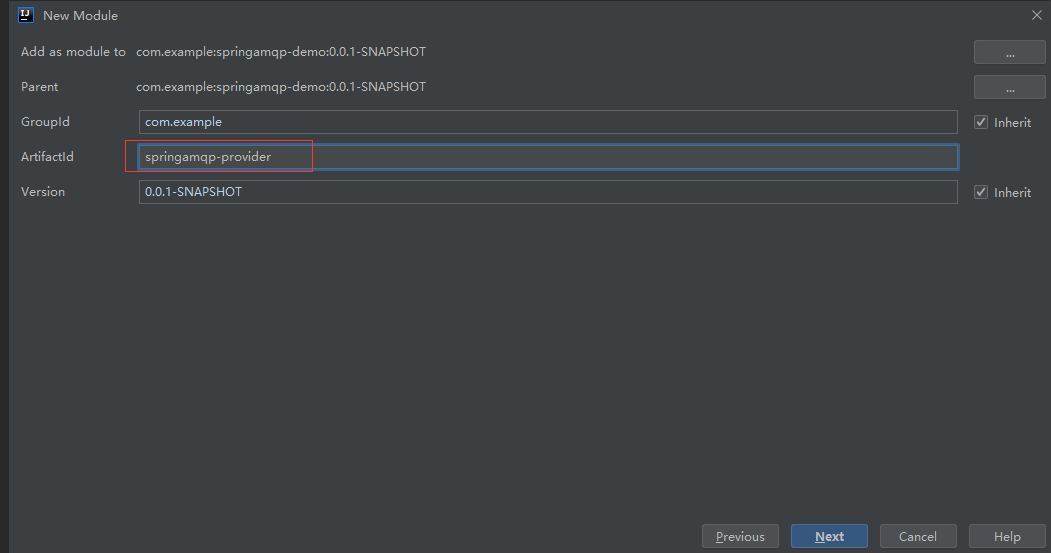 IJ New Module
Add as module to com.example:springamqp-demo:0.0.1-SNAPSHOT ...
Parent com.example:springamqp-demo:0.0.1-SNAPSHOT ...
GroupId com.example Inherit
ArtifactId springamqp-provider
Version 0.0.1-SNAPSHOT Inherit
Previous Next Cancel Help